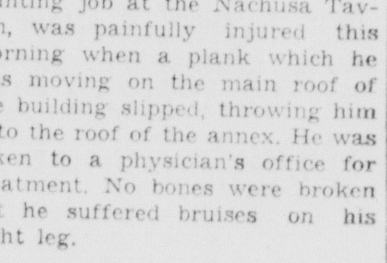 nting job at the Nachusa Tav-
n, was painfully injured this
orning when a plank which he
s moving on the main roof of
e building slipped, throwing him
to the roof of the annex. He was
ken to a physician's office for
atment. No bones were broken
t he suffered bruises on his
ht leg.